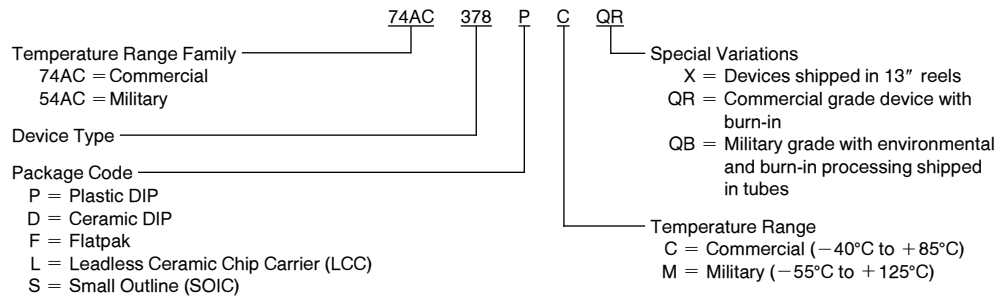 74AC 378 P C QR
Temperature Range Family
74AC = Commercial
54AC = Military
Device Type
Package Code
P = Plastic DIP
D = Ceramic DIP
F = Flatpak
L = Leadless Ceramic Chip Carrier (LCC)
S = Small Outline (SOIC)
Special Variations
X = Devices shipped in 13″ reels
QR = Commercial grade device with
burn-in
QB = Military grade with environmental
and burn-in processing shipped
in tubes
Temperature Range
C = Commercial (−40°C to +85°C)
M = Military (−55°C to +125°C)